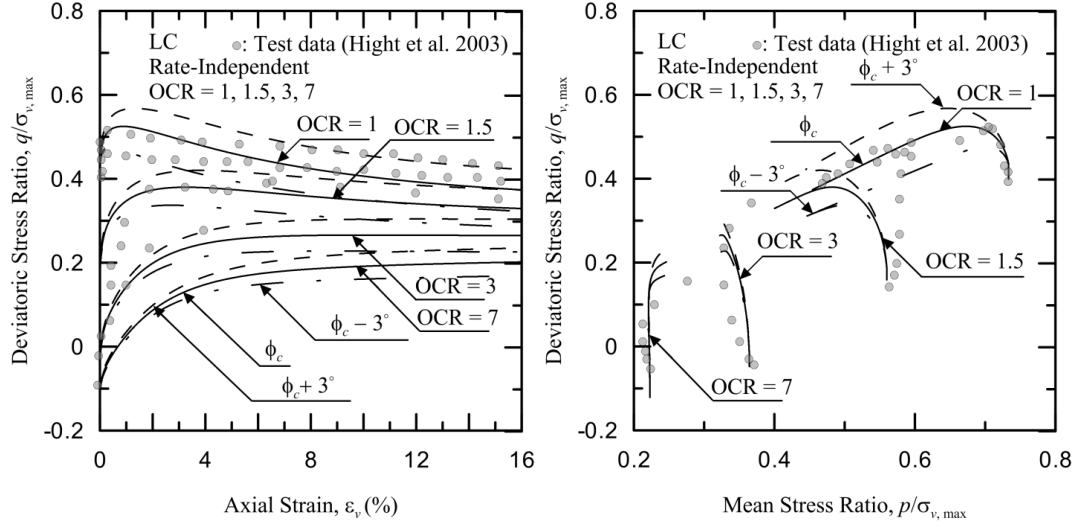 0.8
0.6
0.4
0.2
0
-0.2
Deviatoric Stress Ratio, q/σv, max
LC
: Test data (Hight et al. 2003)
Rate-Independent
OCR = 1, 1.5, 3, 7
OCR = 1
OCR = 1.5
OCR = 3
OCR = 7
ϕc − 3°
ϕc
ϕc + 3°
0 4 8 12 16
Axial Strain, εv (%)
0.8
0.6
0.4
0.2
0
-0.2
Deviatoric Stress Ratio, q/σv, max
LC
: Test data (Hight et al. 2003)
Rate-Independent
OCR = 1, 1.5, 3, 7
ϕc + 3°
OCR = 1
ϕc
ϕc − 3°
OCR = 3
OCR = 1.5
OCR = 7
0.2 0.4 0.6 0.8
Mean Stress Ratio, p/σv, max